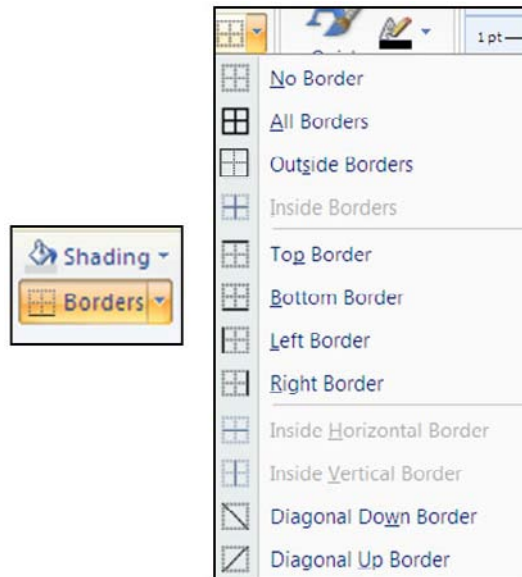 Shading
Borders
1 pt
No Border
All Borders
Outside Borders
Inside Borders
Top Border
Bottom Border
Left Border
Right Border
Inside Horizontal Border
Inside Vertical Border
Diagonal Down Border
Diagonal Up Border